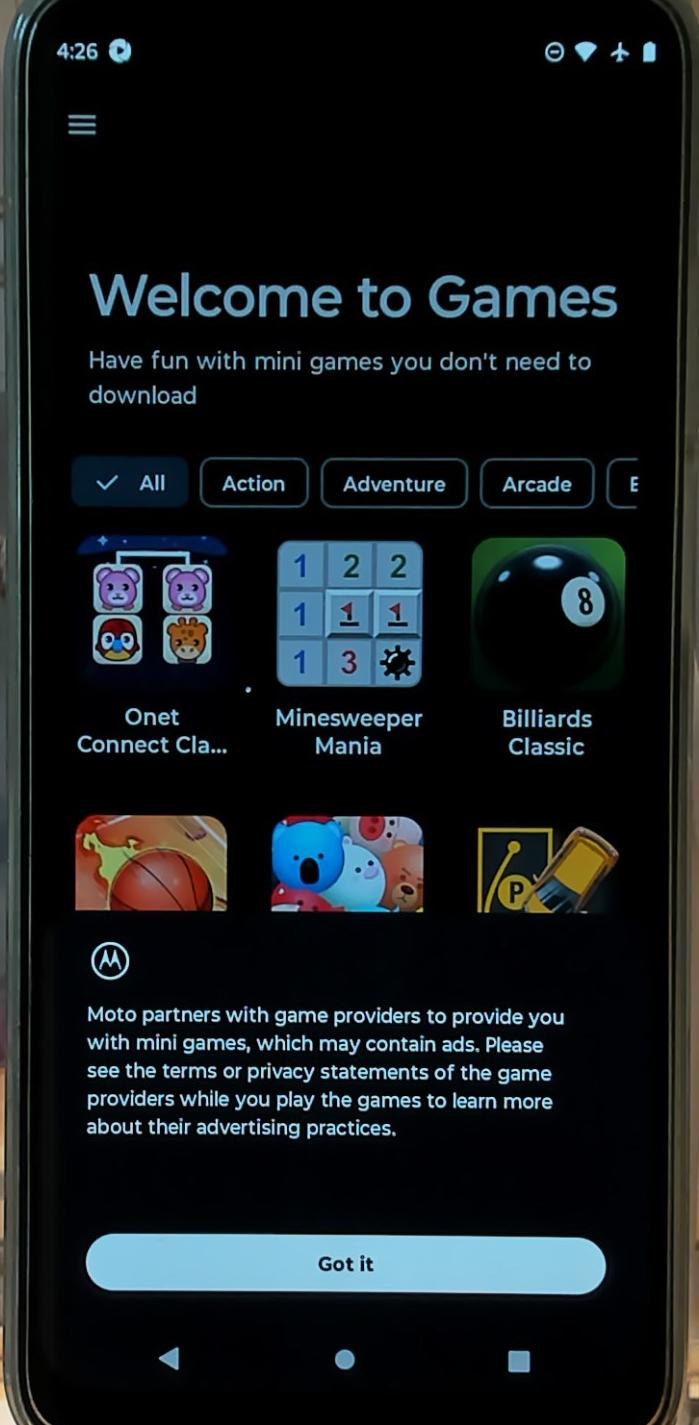 4:26
Welcome to Games
Have fun with mini games you don't need to
download
All
Action
Adventure
Arcade
E
1 2 2
1 1 1
1 3
8
Onet
Connect Cla...
Minesweeper
Mania
Billiards
Classic
P
Moto partners with game providers to provide you
with mini games, which may contain ads. Please
see the terms or privacy statements of the game
providers while you play the games to learn more
about their advertising practices.
Got it